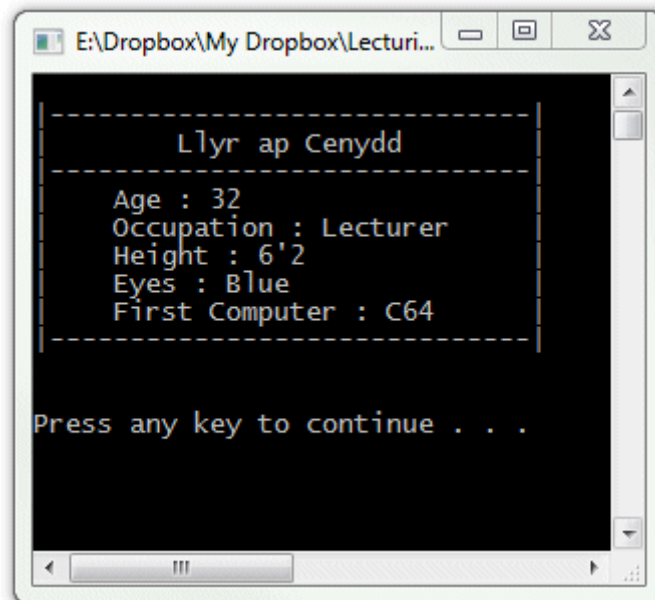 E:\Dropbox\My Dropbox\Lecturi...
|------------------------------|
| Llyr ap Cenydd |
|------------------------------|
| Age : 32 |
| Occupation : Lecturer |
| Height : 6'2 |
| Eyes : Blue |
| First Computer : C64 |
|------------------------------|
Press any key to continue . . .